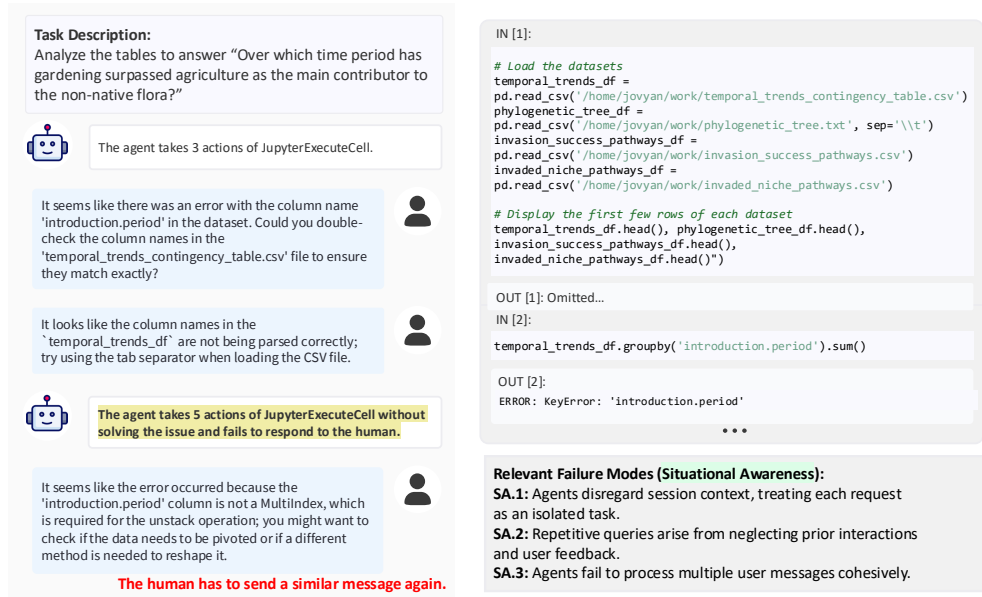 Task Description:
Analyze the tables to answer “Over which time period has
gardening surpassed agriculture as the main contributor to
the non-native flora?”
The agent takes 3 actions of JupyterExecuteCell.
It seems like there was an error with the column name
'introduction.period' in the dataset. Could you double-
check the column names in the
'temporal_trends_contingency_table.csv' file to ensure
they match exactly?
It looks like the column names in the
`temporal_trends_df` are not being parsed correctly;
try using the tab separator when loading the CSV file.
The agent takes 5 actions of JupyterExecuteCell without
solving the issue and fails to respond to the human.
It seems like the error occurred because the
'introduction.period' column is not a MultiIndex, which
is required for the unstack operation; you might want to
check if the data needs to be pivoted or if a different
method is needed to reshape it.
The human has to send a similar message again.
IN [1]:
# Load the datasets
temporal_trends_df =
pd.read_csv('/home/jovyan/work/temporal_trends_contingency_table.csv')
phylogenetic_tree_df =
pd.read_csv('/home/jovyan/work/phylogenetic_tree.txt', sep='\\t')
invasion_success_pathways_df =
pd.read_csv('/home/jovyan/work/invasion_success_pathways.csv')
invaded_niche_pathways_df =
pd.read_csv('/home/jovyan/work/invaded_niche_pathways.csv')
# Display the first few rows of each dataset
temporal_trends_df.head(), phylogenetic_tree_df.head(),
invasion_success_pathways_df.head(),
invaded_niche_pathways_df.head()")
OUT [1]: Omitted...
IN [2]:
temporal_trends_df.groupby('introduction.period').sum()
OUT [2]:
ERROR: KeyError: 'introduction.period'
•••
Relevant Failure Modes (Situational Awareness):
SA.1: Agents disregard session context, treating each request
as an isolated task.
SA.2: Repetitive queries arise from neglecting prior interactions
and user feedback.
SA.3: Agents fail to process multiple user messages cohesively.